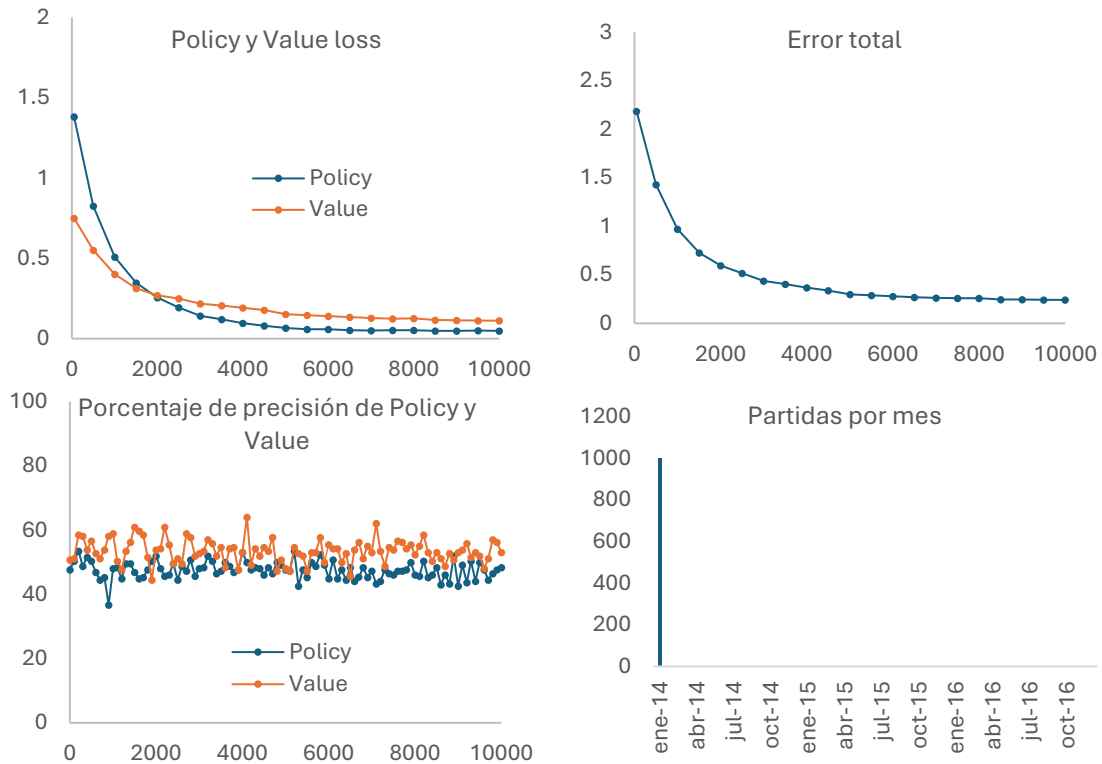 Policy y Value loss
2
1.5
1
0.5
0
0
2000
4000
6000
8000
10000
Policy
Value
Error total
3
2.5
2
1.5
1
0.5
0
0
2000
4000
6000
8000
10000
Porcentaje de precisión de Policy y
Value
100
80
60
40
20
0
0
2000
4000
6000
8000
10000
Policy
Value
Partidas por mes
1200
1000
800
600
400
200
0
ene-14
abr-14
jul-14
oct-14
ene-15
abr-15
jul-15
oct-15
ene-16
abr-16
jul-16
oct-16